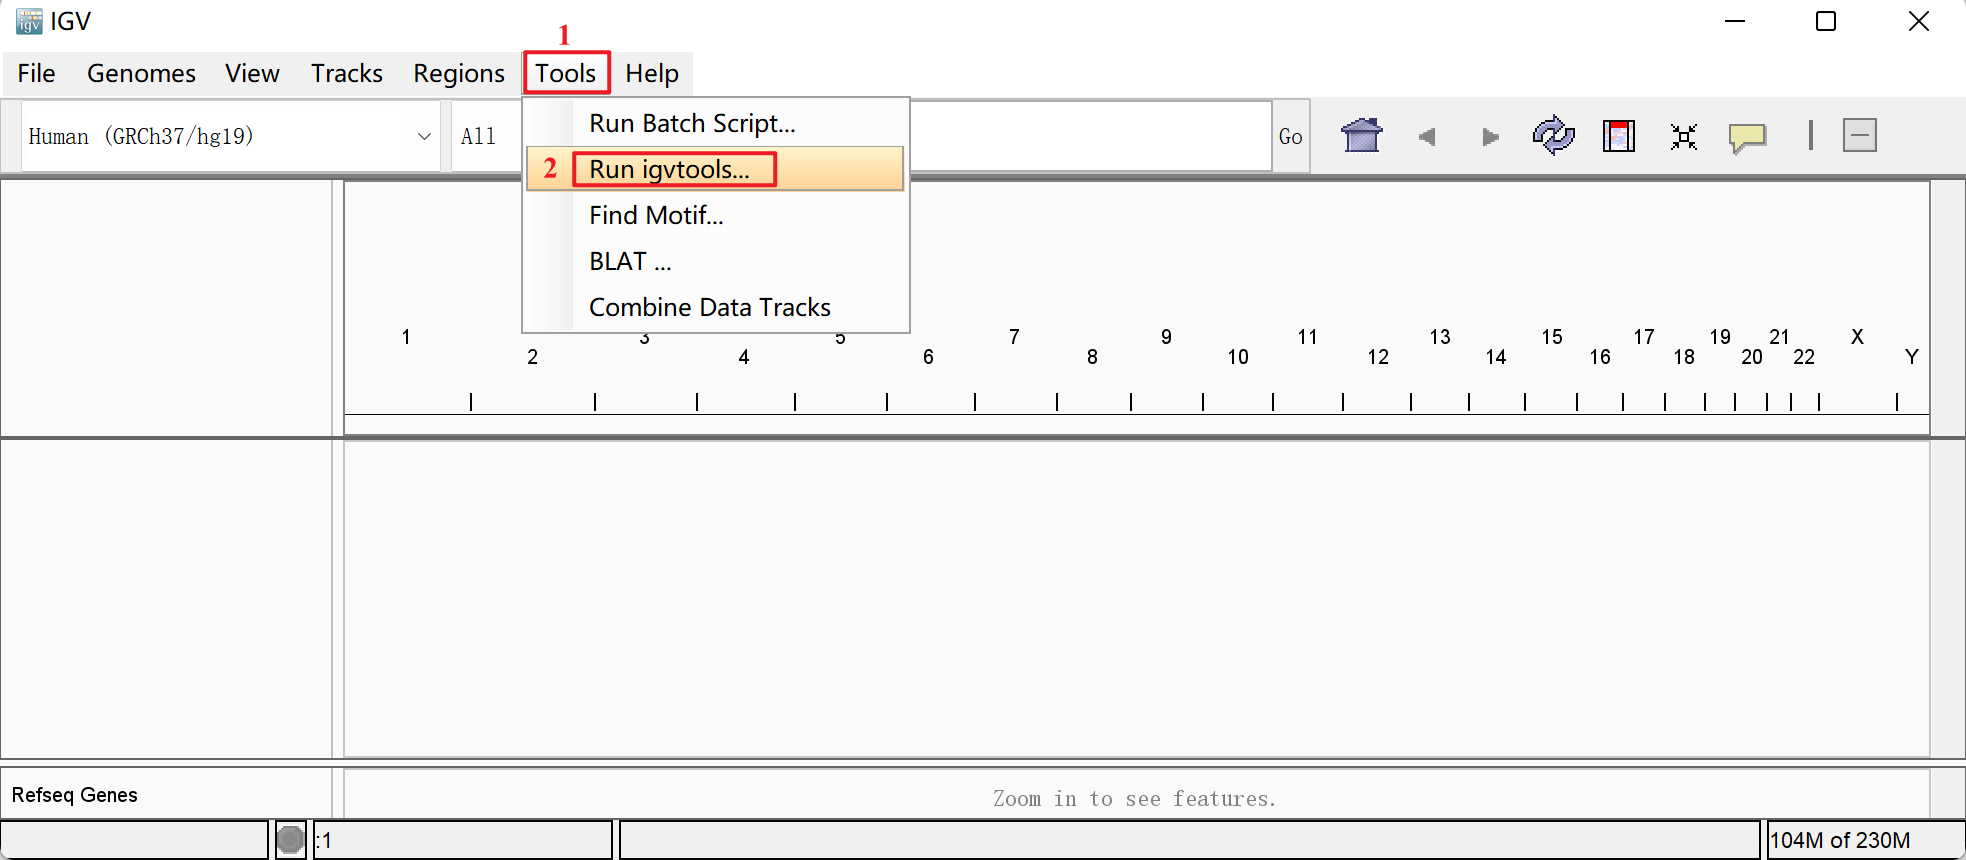 igv IGV
1
File Genomes View Tracks Regions Tools Help
Human (GRCh37/hg19) All Go
Run Batch Script...
2 Run igvtools...
Find Motif...
BLAT ...
Combine Data Tracks
1 3 5 7 9 11 13 15 17 19 21 X
2 4 6 8 10 12 14 16 18 20 22 Y
Refseq Genes Zoom in to see features.
:1 104M of 230M